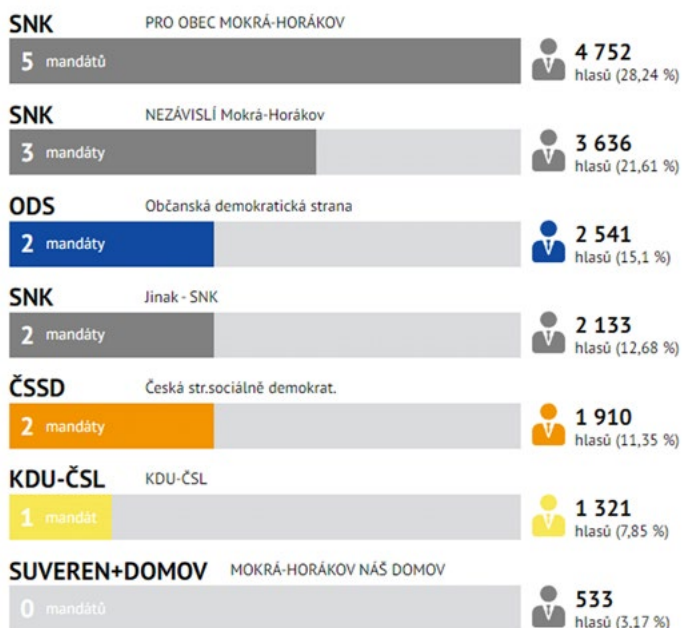 SNK PRO OBEC MOKRÁ-HORÁKOV
5 mandátů
4 752
hlasů (28,24 %)
SNK NEZÁVISLÍ Mokrá-Horákov
3 mandáty
3 636
hlasů (21,61 %)
ODS Občanská demokratická strana
2 mandáty
2 541
hlasů (15,1 %)
SNK Jinak - SNK
2 mandáty
2 133
hlasů (12,68 %)
ČSSD Česká str.sociálně demokrat.
2 mandáty
1 910
hlasů (11,35 %)
KDU-ČSL KDU-ČSL
1 mandát
1 321
hlasů (7,85 %)
SUVEREN+DOMOV MOKRÁ-HORÁKOV NÁŠ DOMOV
0 mandátů
533
hlasů (3,17 %)